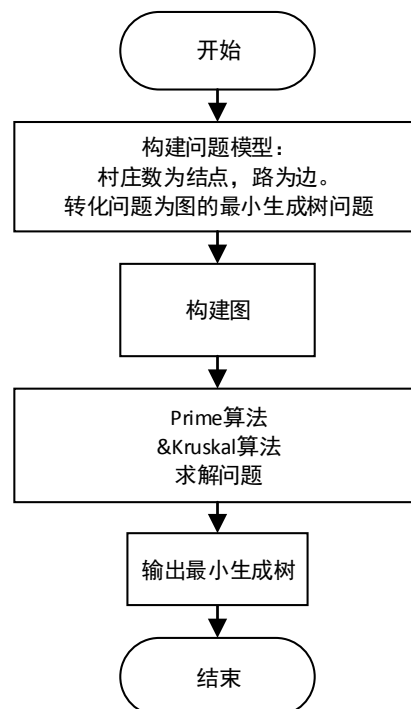 开始
构建问题模型：
村庄数为结点，路为边。
转化问题为图的最小生成树问题
构建图
Prime算法
&Kruskal算法
求解问题
输出最小生成树
结束